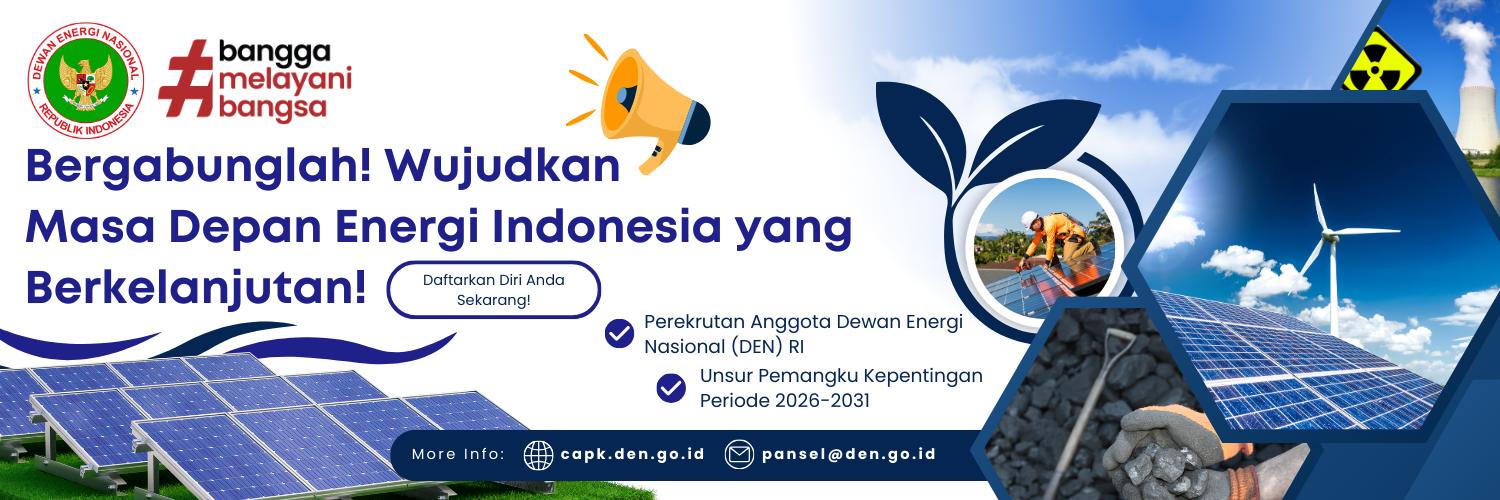 DEWAN ENERGI NASIONAL
REPUBLIK INDONESIA
#bangga
melayani
bangsa
Bergabunglah! Wujudkan
Masa Depan Energi Indonesia yang
Berkelanjutan!
Daftarkan Diri Anda
Sekarang!
Perekrutan Anggota Dewan Energi
Nasional (DEN) RI
Unsur Pemangku Kepentingan
Periode 2026-2031
More Info: capk.den.go.id pansel@den.go.id